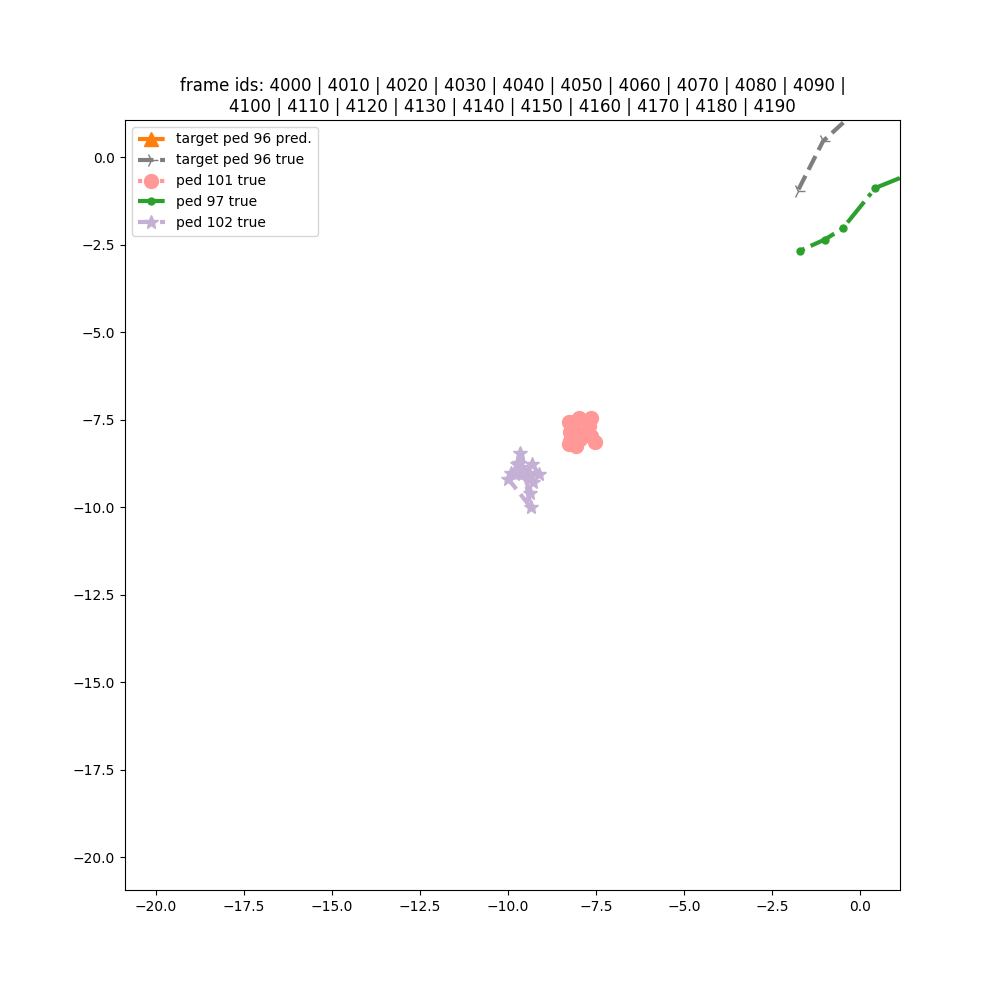 frame ids: 4000 | 4010 | 4020 | 4030 | 4040 | 4050 | 4060 | 4070 | 4080 | 4090 |
4100 | 4110 | 4120 | 4130 | 4140 | 4150 | 4160 | 4170 | 4180 | 4190
target ped 96 pred.
target ped 96 true
ped 101 true
ped 97 true
ped 102 true
0.0
−2.5
−5.0
−7.5
−10.0
−12.5
−15.0
−17.5
−20.0
−20.0 −17.5 −15.0 −12.5 −10.0 −7.5 −5.0 −2.5 0.0